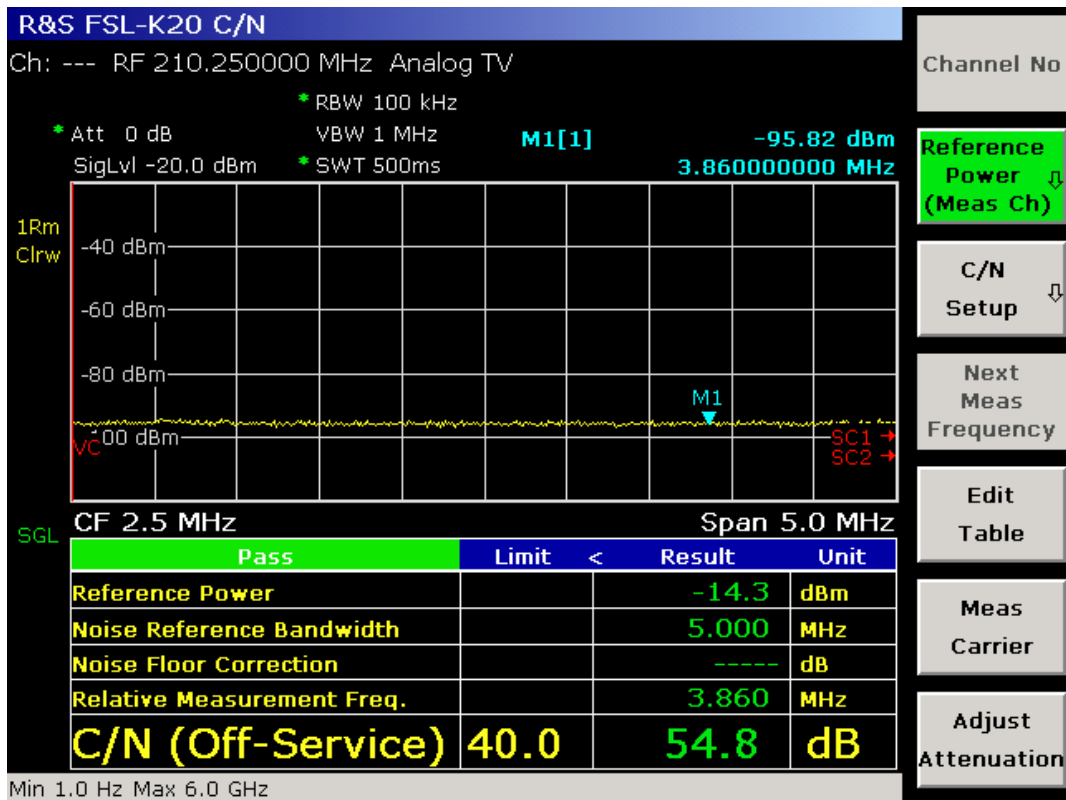 R&S FSL-K20 C/N
Ch: --- RF 210.250000 MHz Analog TV
* RBW 100 kHz
* Att 0 dB VBW 1 MHz M1[1] -95.82 dBm
SigLvl -20.0 dBm * SWT 500ms 3.860000000 MHz
1Rm
Clrw
-40 dBm
-60 dBm
-80 dBm
M1
-100 dBm
VC
SC1
SC2
SGL
CF 2.5 MHz Span 5.0 MHz
Pass Limit < Result Unit
Reference Power -14.3 dBm
Noise Reference Bandwidth 5.000 MHz
Noise Floor Correction ----- dB
Relative Measurement Freq. 3.860 MHz
C/N (Off-Service) 40.0 54.8 dB
Min 1.0 Hz Max 6.0 GHz
Channel No
Reference
Power
(Meas Ch)
C/N
Setup
Next
Meas
Frequency
Edit
Table
Meas
Carrier
Adjust
Attenuation